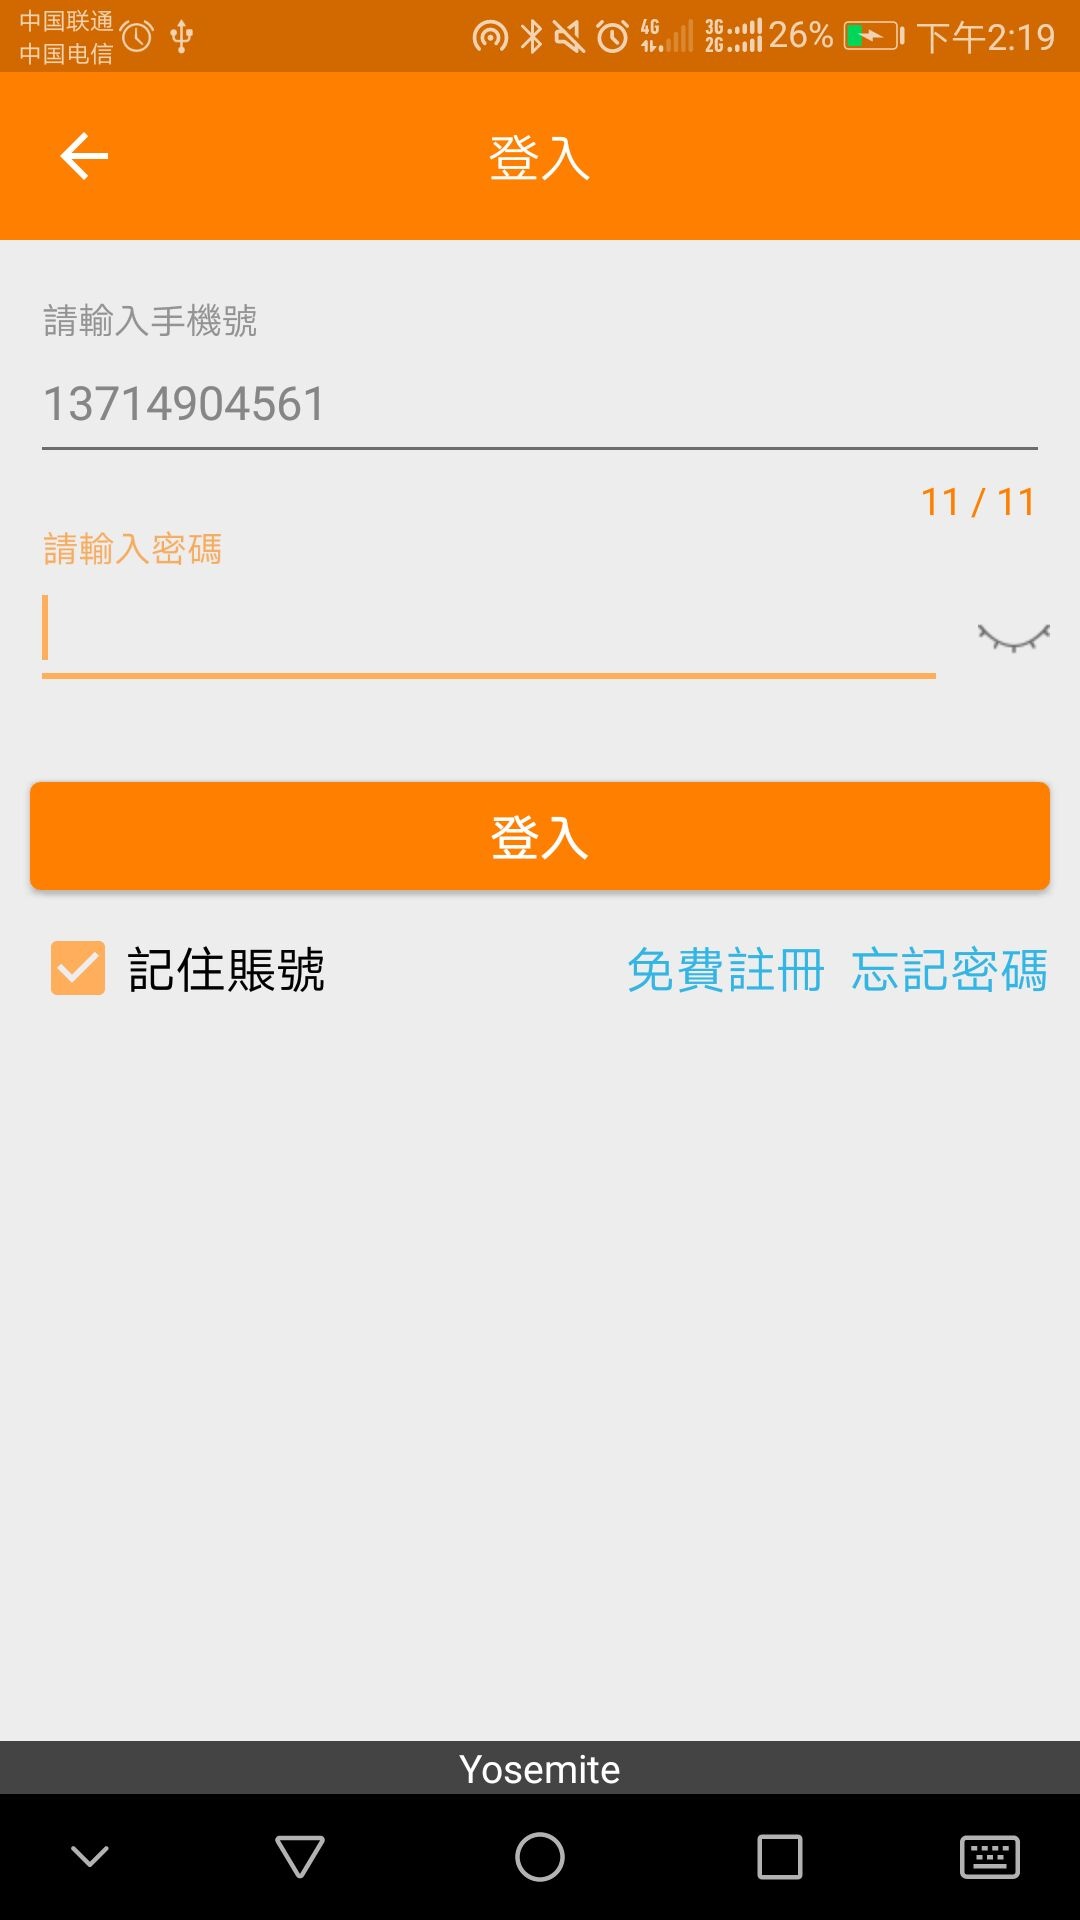 中国联通
中国电信
4G
3G
2G
26%
下午2:19
登入
請輸入手機號
13714904561
11 / 11
請輸入密碼
登入
記住賬號 免費註冊 忘記密碼
Yosemite